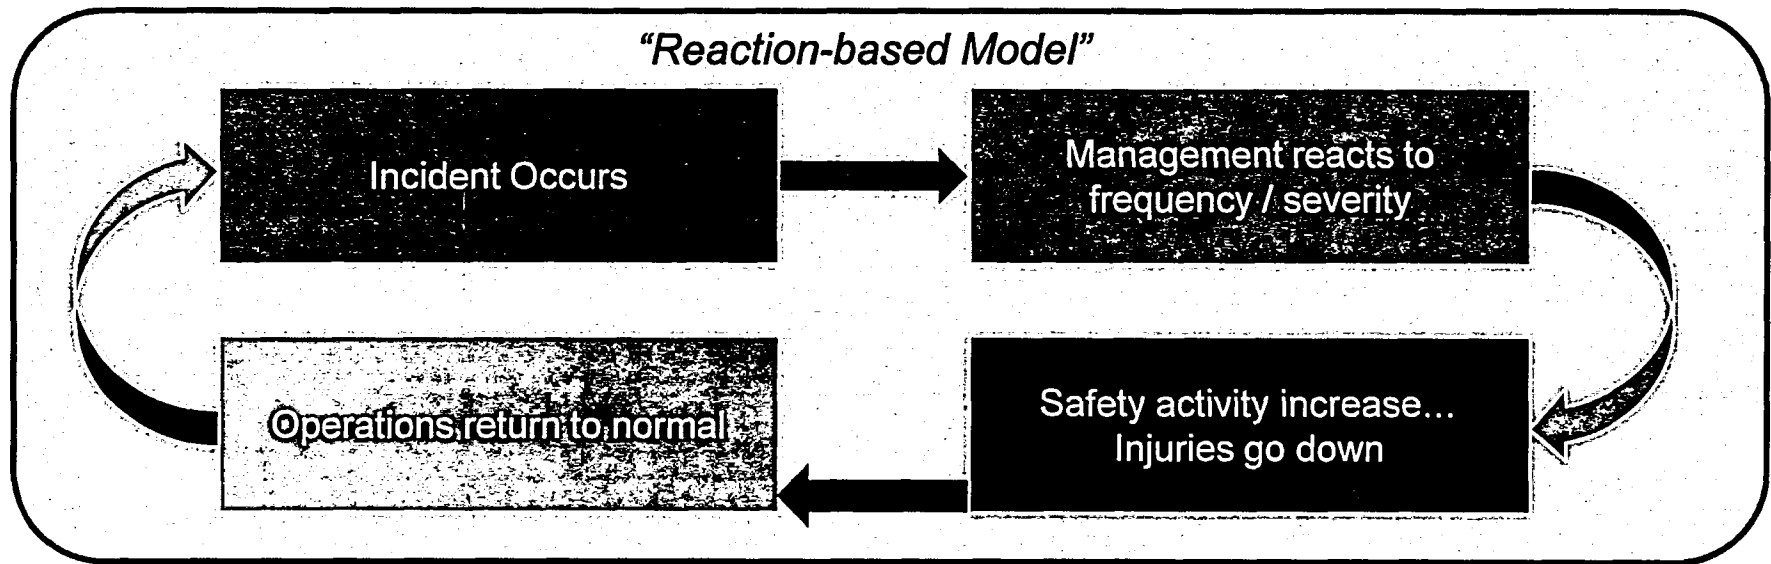 “Reaction-based Model”
Incident Occurs
Management reacts to
frequency / severity
Operations return to normal
Safety activity increase...
Injuries go down